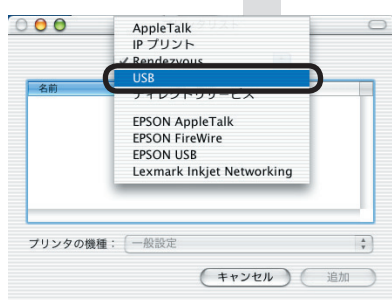 AppleTalk
IP プリント
✓ Rendezvous
USB
ディレクトリサービス
EPSON AppleTalk
EPSON FireWire
EPSON USB
Lexmark Inkjet Networking
名前
プリンタの機種：
一般設定
キャンセル
追加